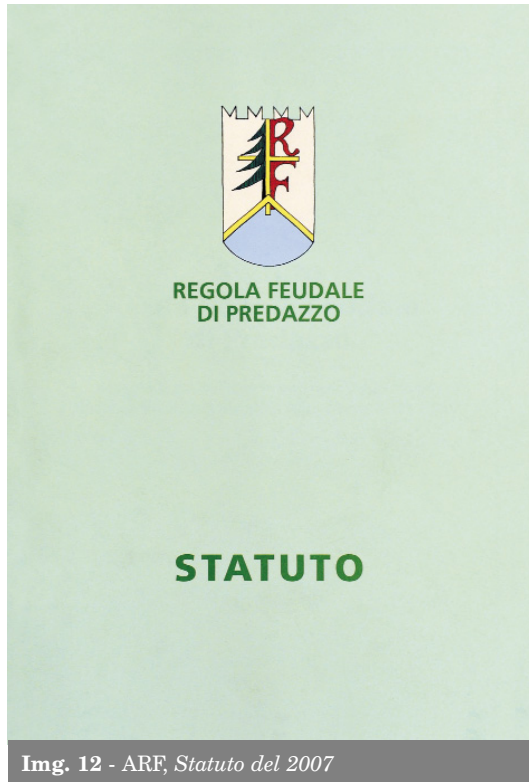 RF
REGOLA FEUDALE
DI PREDAZZO
STATUTO
Img. 12 - ARF, Statuto del 2007